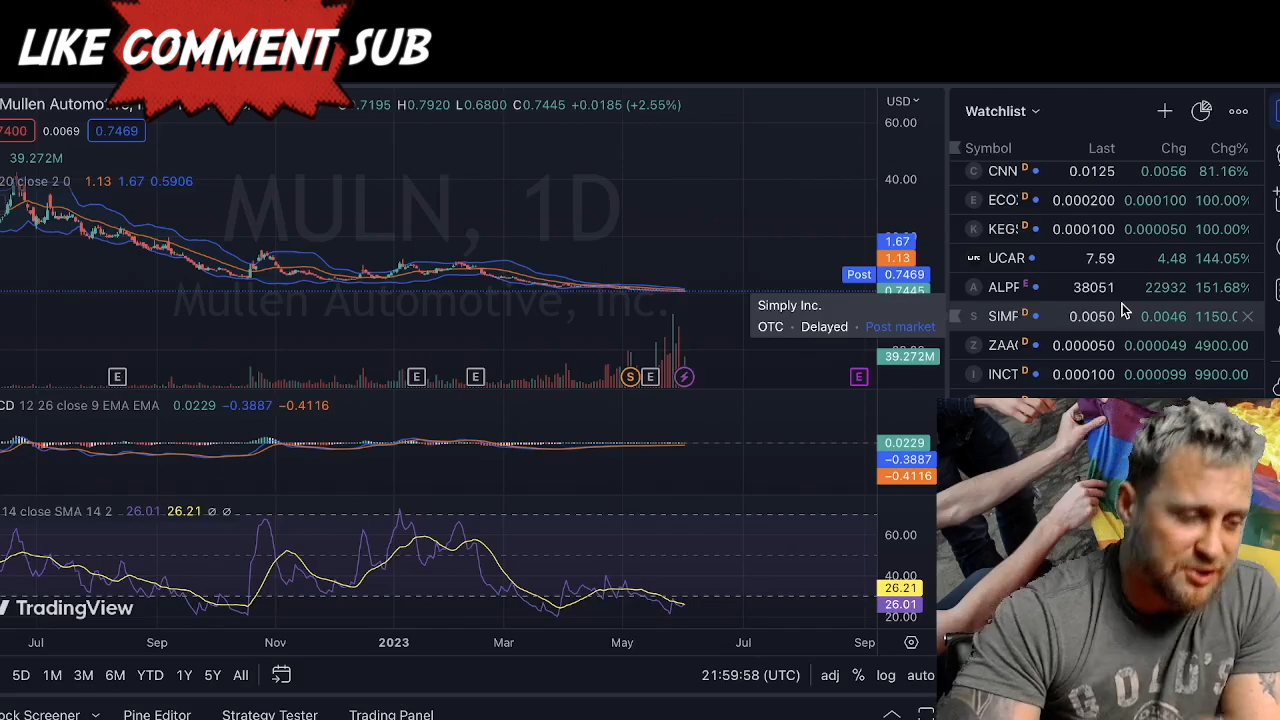 LIKE COMMENT SUB
Mullen Automotive, I
.7195 H0.7920 L0.6800 C0.7445 +0.0185 (+2.55%)
USD
Watchlist
7400 0.0069 0.7469
60.00
Symbol Last Chg Chg%
39.272M
CNN D 0.0125 0.0056 81.16%
20 close 2 0 1.13 1.67 0.5906
40.00
MULN, 1D
ECO D 0.000200 0.000100 100.00%
KEGS D 0.000100 0.000050 100.00%
1.67
1.13
UCAR 7.59 4.48 144.05%
Post 0.7469
0.7445
ALPP E 38051 22932 151.68%
Mullen Automotive, Inc.
Simply Inc.
OTC · Delayed · Post market
SIMP D 0.0050 0.0046 1150.0
ZAA D 0.000050 0.000049 4900.00
39.272M
INCT D 0.000100 0.000099 9900.00
E E E S E E
CD 12 26 close 9 EMA EMA 0.0229 −0.3887 −0.4116
0.0229
−0.3887
−0.4116
14 close SMA 14 2 26.01 26.21 ∅ ∅
60.00
40.00
26.21
26.01
20.00
TradingView
Jul Sep Nov 2023 Mar May Jul Sep
5D 1M 3M 6M YTD 1Y 5Y All
21:59:58 (UTC) adj % log auto
ock Screener Pine Editor Strategy Tester Trading Panel
GOLD'S